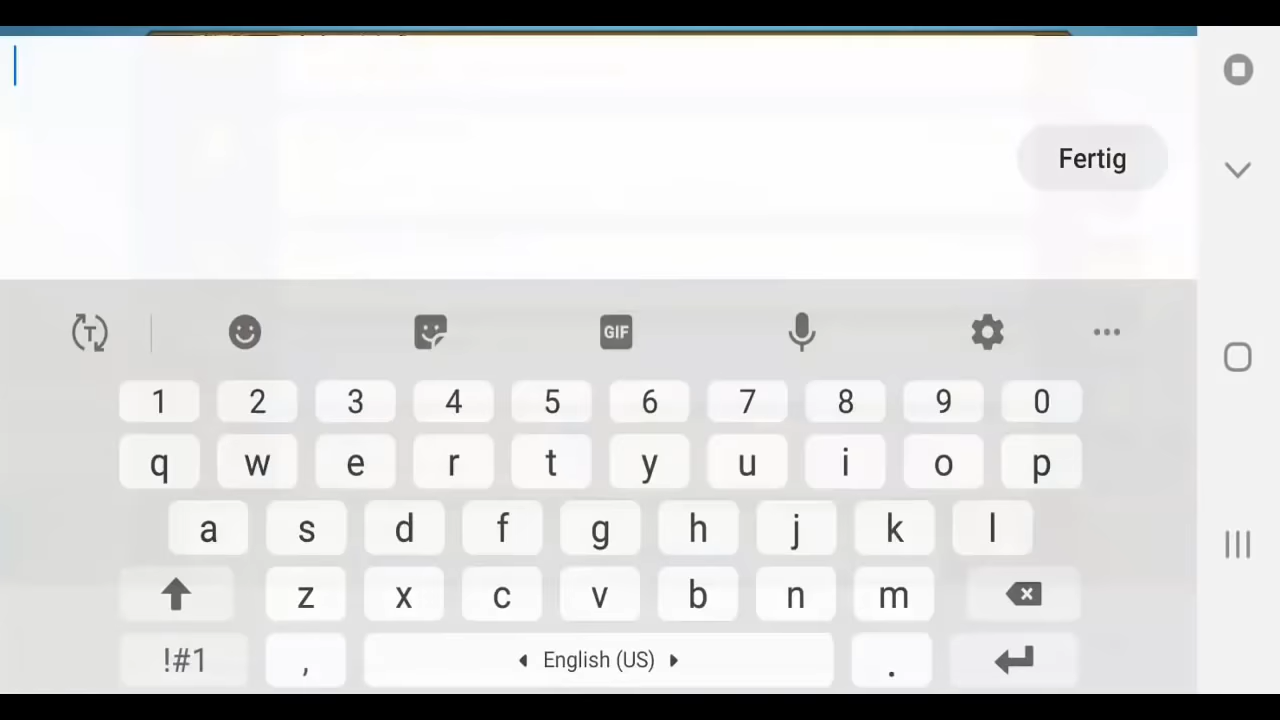 Fertig
T
GIF
1 2 3 4 5 6 7 8 9 0
q w e r t y u i o p
a s d f g h j k l
z x c v b n m
!#1 , English (US) .